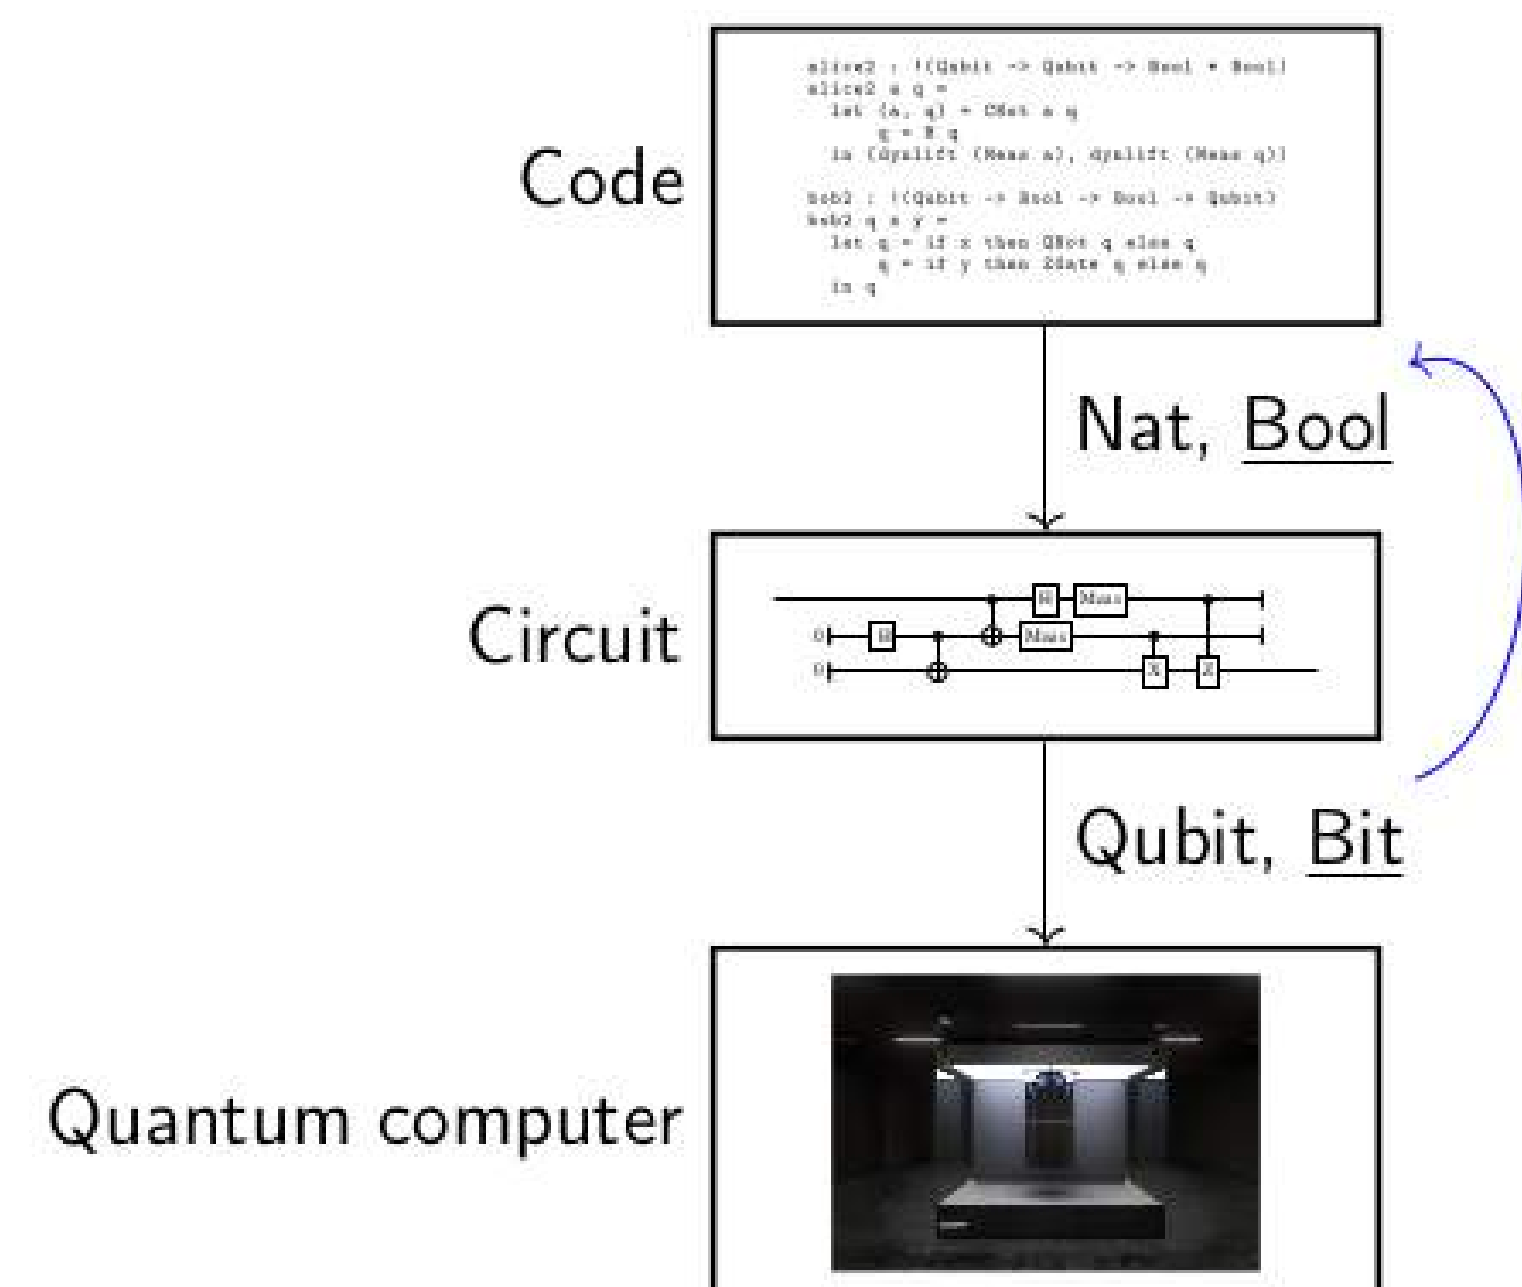 alice2 : !(Qubit -> Qubit -> Bool * Bool)
alice2 a q =
let (a, q) = CNot a q
q = H q
in (dynlift (Meas a), dynlift (Meas q))
bob2 : !(Qubit -> Bool -> Bool -> Qubit)
bob2 q x y =
let q = if x then QNot q else q
q = if y then ZGate q else q
in q
Code
Nat, Bool
H Meas
0 H Meas
0 X Z
Circuit
Qubit, Bit
Quantum computer